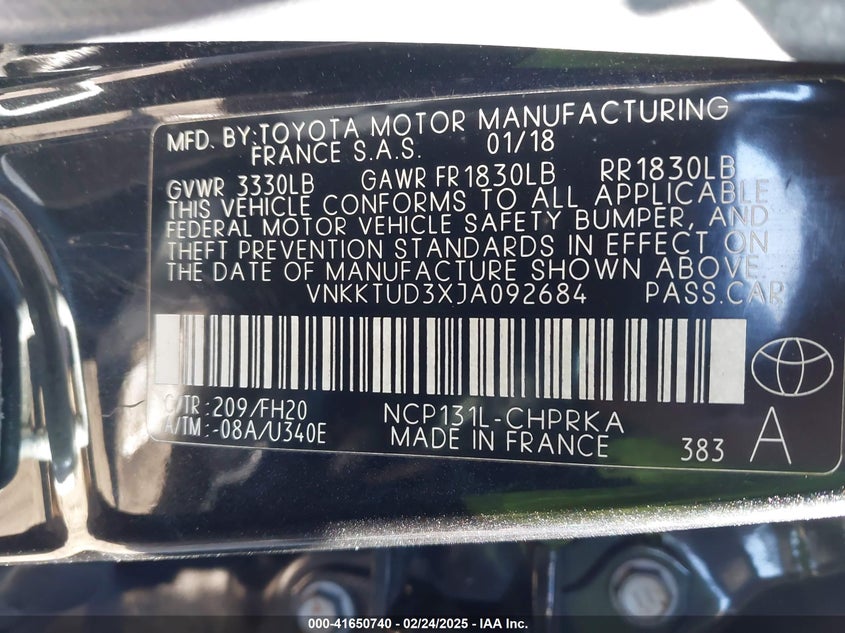 MFD. BY:TOYOTA MOTOR MANUFACTURING
FRANCE S.A.S. 01/18
GVWR 3330LB GAWR FR1830LB RR1830LB
THIS VEHICLE CONFORMS TO ALL APPLICABLE
FEDERAL MOTOR VEHICLE SAFETY BUMPER, AND
THEFT PREVENTION STANDARDS IN EFFECT ON
THE DATE OF MANUFACTURE SHOWN ABOVE.
VNKKTUD3XJA092684 PASS.CAR
C/TR:209/FH20 NCP131L-CHPRKA
A/TM:-08A/U340E MADE IN FRANCE 383 A
000-41650740 - 02/24/2025 - IAA Inc.